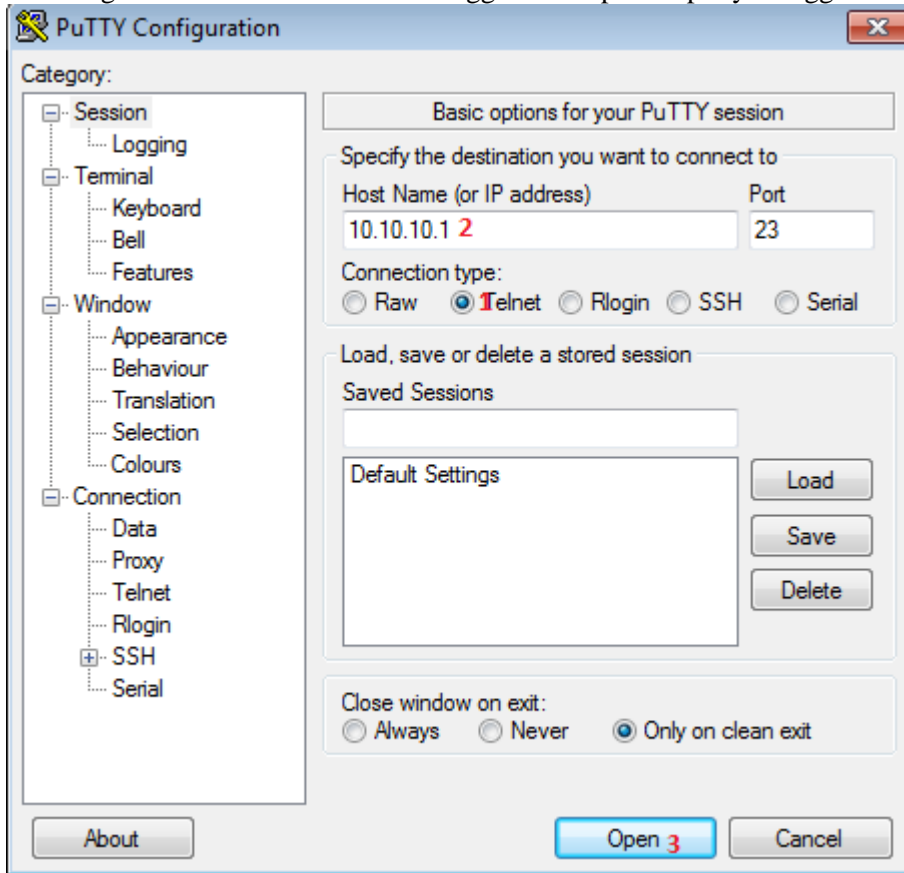 PuTTY Configuration
Category:
Session
Logging
Terminal
Keyboard
Bell
Features
Window
Appearance
Behaviour
Translation
Selection
Colours
Connection
Data
Proxy
Telnet
Rlogin
SSH
Serial
Basic options for your PuTTY session
Specify the destination you want to connect to
Host Name (or IP address) Port
10.10.10.1 2 23
Connection type:
Raw 1 Telnet Rlogin SSH Serial
Load, save or delete a stored session
Saved Sessions
Default Settings
Load
Save
Delete
Close window on exit:
Always Never Only on clean exit
About Open 3 Cancel